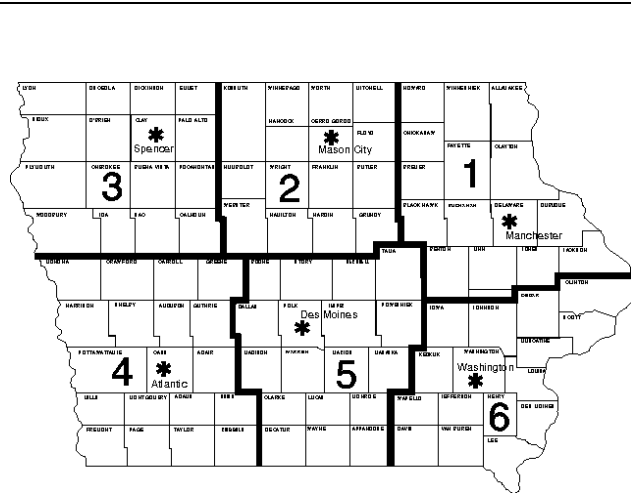 LYON OSCEOLA DICKINSON EMMET KOSSUTH WINNEBAGO WORTH MITCHELL HOWARD WINNESHIEK ALLAMAKEE
SIOUX O'BRIEN CLAY PALO ALTO HANCOCK CERRO GORDO FLOYD CHICKASAW
Spencer
Mason City
FAYETTE CLAYTON
PLYMOUTH CHEROKEE BUENA VISTA POCAHONTAS HUMBOLDT WRIGHT FRANKLIN BUTLER BREMER
3
2
1
WEBSTER
WOODBURY IDA SAC CALHOUN HAMILTON HARDIN GRUNDY BLACK HAWK BUCHANAN DELAWARE DUBUQUE
Manchester
TAMA BENTON LINN JONES JACKSON
MONONA CRAWFORD CARROLL GREENE BOONE STORY MARSHALL
CLINTON
CEDAR
HARRISON SHELBY AUDUBON GUTHRIE DALLAS POLK JASPER POWESHIEK IOWA JOHNSON
Des Moines
SCOTT
MUSCATINE
POTTAWATTAMIE CASS ADAIR MADISON WARREN MARION MAHASKA KEOKUK WASHINGTON
Washington
LOUISA
4
Atlantic
5
MILLS MONTGOMERY ADAMS UNION CLARKE LUCAS MONROE WAPELLO JEFFERSON HENRY
6
DES MOINES
FREMONT PAGE TAYLOR RINGGOLD DECATUR WAYNE APPANOOSE DAVIS VAN BUREN
LEE